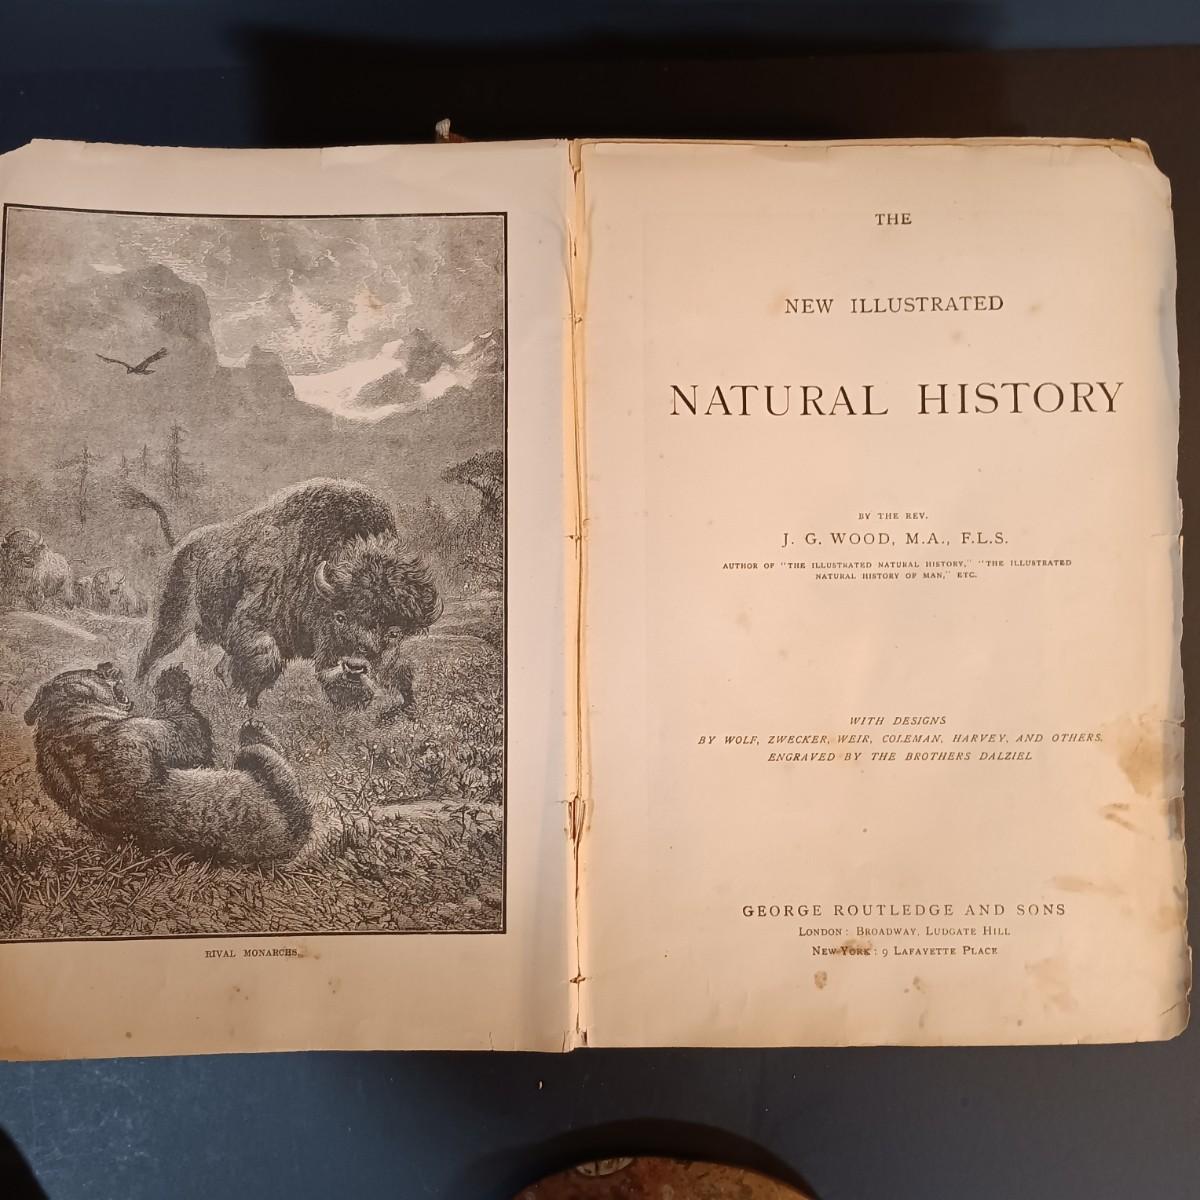 RIVAL MONARCHS.
THE
NEW ILLUSTRATED
NATURAL HISTORY
BY THE REV.
J. G. WOOD, M.A., F.L.S.
AUTHOR OF "THE ILLUSTRATED NATURAL HISTORY," "THE ILLUSTRATED
NATURAL HISTORY OF MAN," ETC.
WITH DESIGNS
BY WOLF, ZWECKER, WEIR, COLEMAN, HARVEY, AND OTHERS.
ENGRAVED BY THE BROTHERS DALZIEL
GEORGE ROUTLEDGE AND SONS
LONDON: BROADWAY, LUDGATE HILL
NEW YORK: 9 LAFAYETTE PLACE